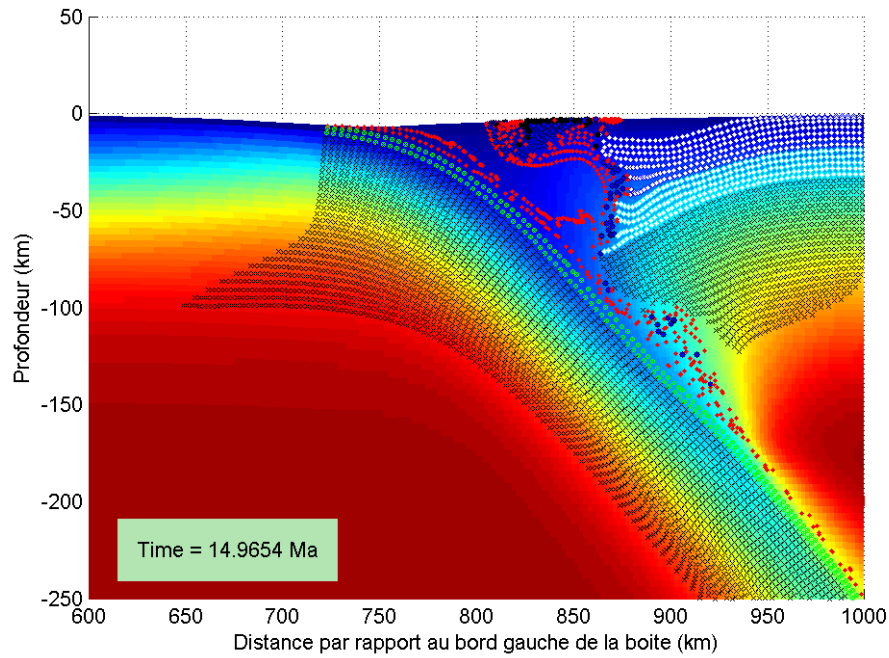 50
0
-50
-100
-150
-200
-250
Profondeur (km)
Time = 14.9654 Ma
600 650 700 750 800 850 900 950 1000
Distance par rapport au bord gauche de la boite (km)